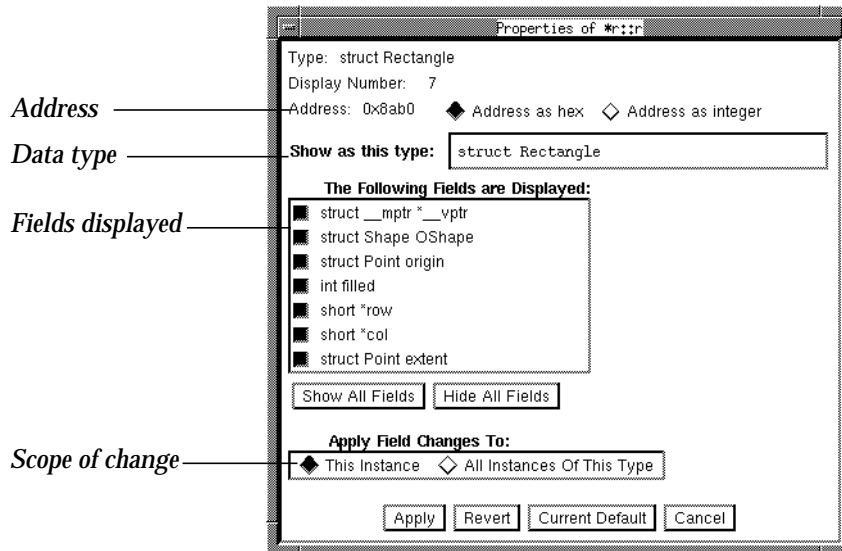 Properties of *r::r
Type: struct Rectangle
Display Number: 7
Address
Address: 0x8ab0 Address as hex Address as integer
Data type
Show as this type: struct Rectangle
The Following Fields are Displayed:
Fields displayed
struct __mptr *__vptr
struct Shape OShape
struct Point origin
int filled
short *row
short *col
struct Point extent
Show All Fields Hide All Fields
Apply Field Changes To:
Scope of change
This Instance All Instances Of This Type
Apply Revert Current Default Cancel